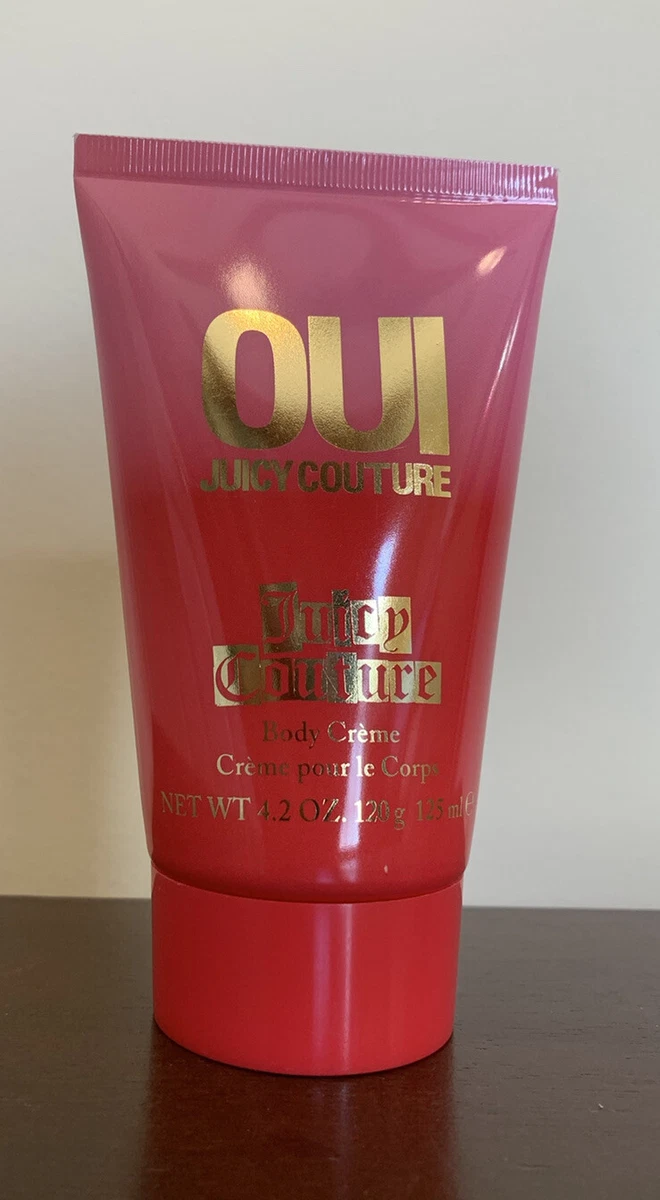 OUI
JUICY COUTURE
Juicy
Couture
Body Crème
Crème pour le Corps
NET WT 4.2 OZ. 120 g 125 ml ℮